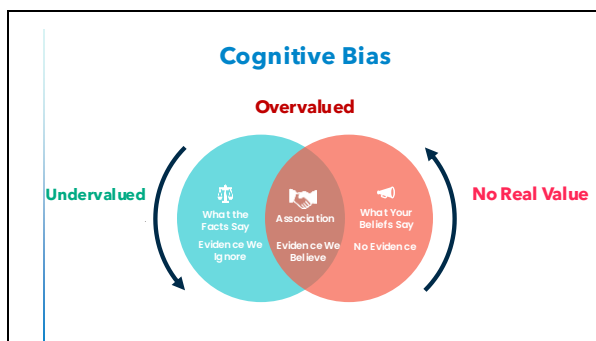 Cognitive Bias
Overvalued
Undervalued
What the
Facts Say
Evidence We
Ignore
Association
Evidence We
Believe
What Your
Beliefs Say
No Evidence
No Real Value